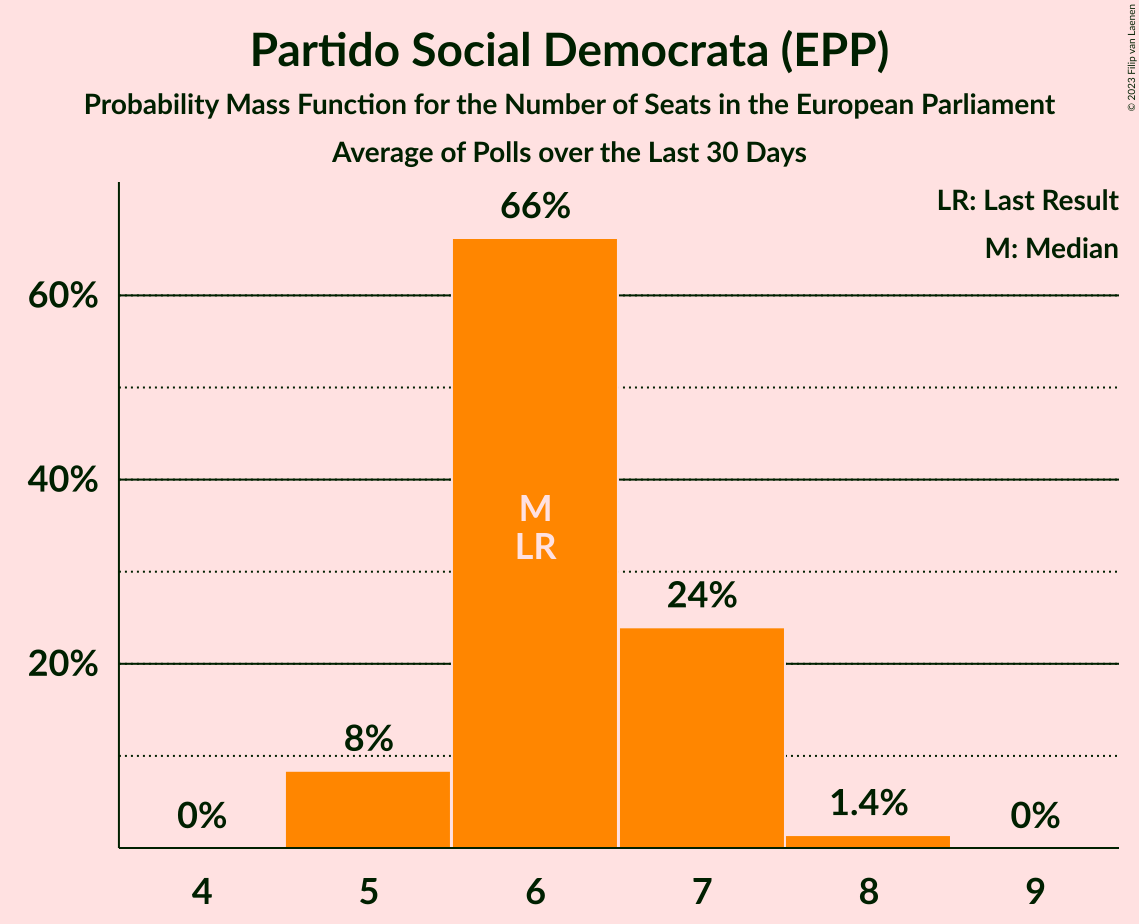 Partido Social Democrata (EPP)
Probability Mass Function for the Number of Seats in the European Parliament
Average of Polls over the Last 30 Days
© 2023 Filip van Laenen
LR: Last Result
M: Median
66%
60%
40%
M
LR
24%
20%
8%
1.4%
0%
0%
4 5 6 7 8 9